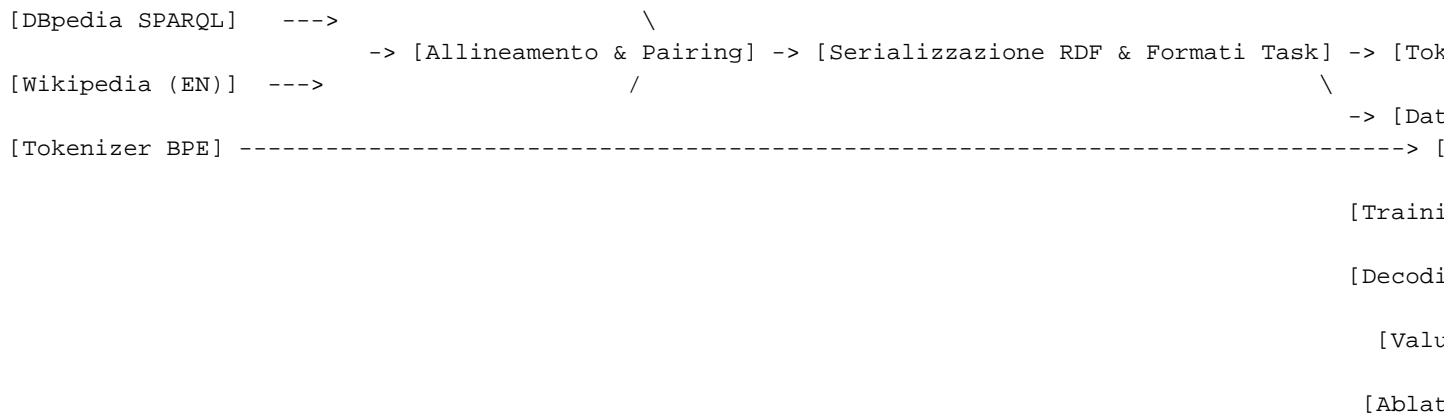 [DBpedia SPARQL] ---> \
-> [Allineamento & Pairing] -> [Serializzazione RDF & Formati Task] -> [Tok
[Wikipedia (EN)] ---> / \
-> [Dat
[Tokenizer BPE] ---------------------------------------------------------------------------------> [
[Traini
[Decodi
[Valu
[Ablat